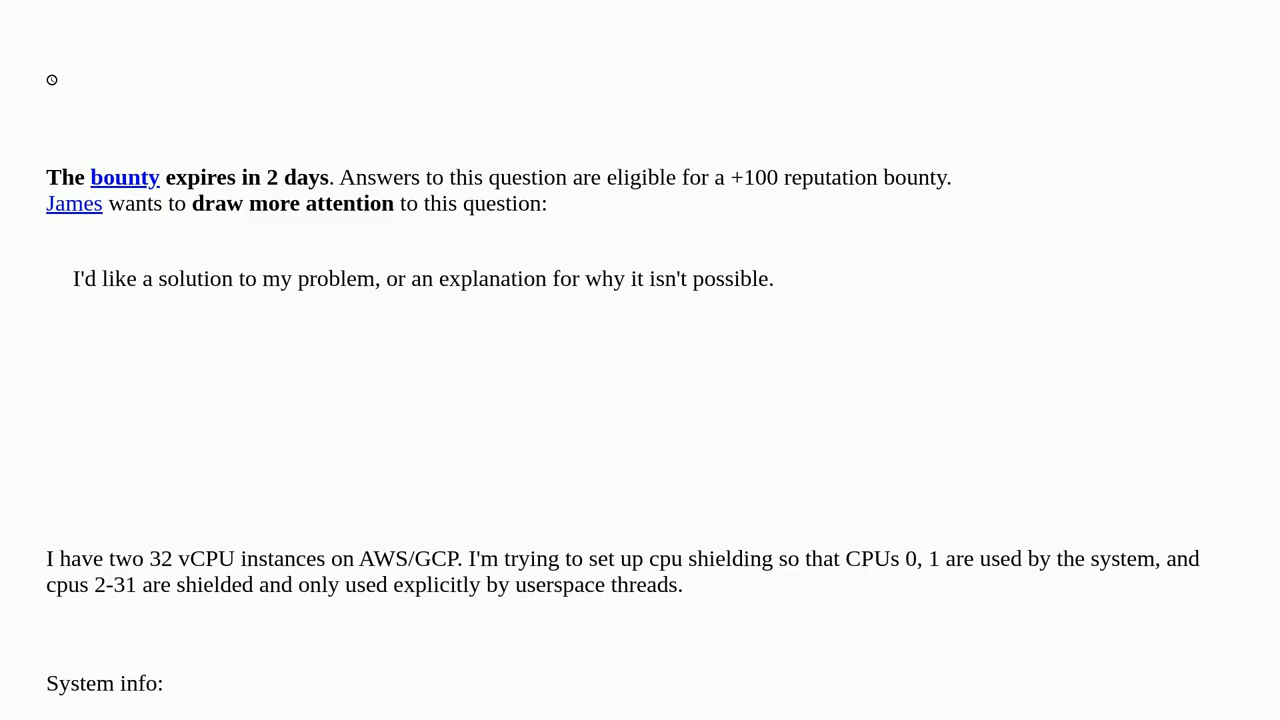 The bounty expires in 2 days. Answers to this question are eligible for a +100 reputation bounty.
James wants to draw more attention to this question:
I'd like a solution to my problem, or an explanation for why it isn't possible.
I have two 32 vCPU instances on AWS/GCP. I'm trying to set up cpu shielding so that CPUs 0, 1 are used by the system, and
cpus 2-31 are shielded and only used explicitly by userspace threads.
System info: